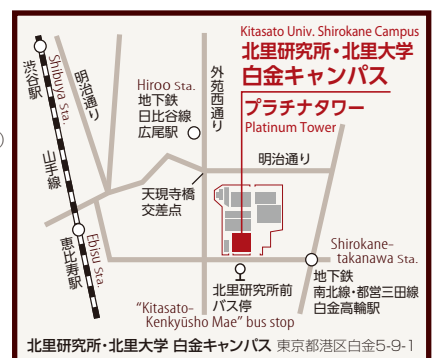 Kitasato Univ. Shirokane Campus
北里研究所・北里大学
白金キャンパス
プラチナタワー
Platinum Tower
渋谷駅
Shibuya Sta.
明治通り
山手線
Hiroo Sta.
地下鉄
日比谷線
広尾駅
外苑西通り
明治通り
天現寺橋
交差点
恵比寿駅
Ebisu Sta.
北里研究所前
バス停
"Kitasato-
Kenkyūsho Mae" bus stop
Shirokane-
takanawa Sta.
地下鉄
南北線・都営三田線
白金高輪駅
北里研究所・北里大学 白金キャンパス 東京都港区白金5-9-1